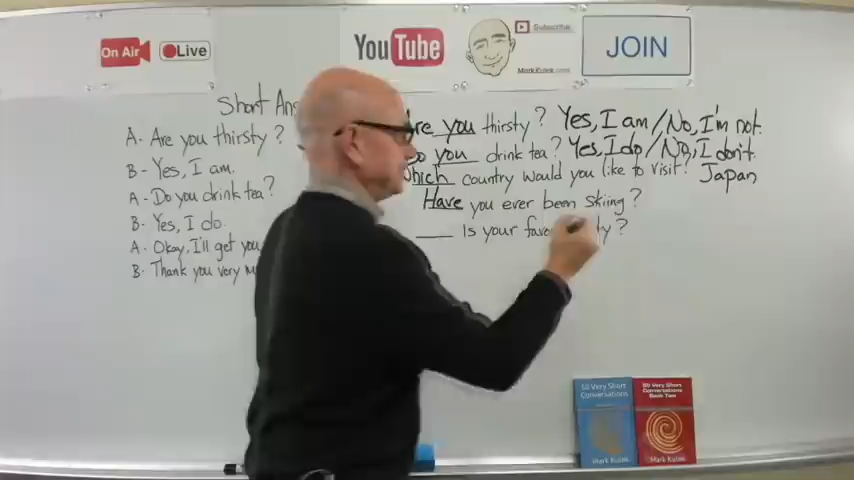 On Air
Live
YouTube
Subscribe
MarkKulek.com
JOIN
Short
A- Are you thirsty?
B- Yes, I am.
A- Do you drink tea?
B- Yes, I do.
A- Okay, I'll get you
B- Thank you very
Are you thirsty? Yes, I am / No, I'm not.
you drink tea? Yes, I do / No, I don't.
Which country would you like to visit? Japan
Have you ever been skiing?
____ Is your ?
50 Very Short
Conversations
Mark Kulek
50 Very Short
Conversations
Book Two
Mark Kulek